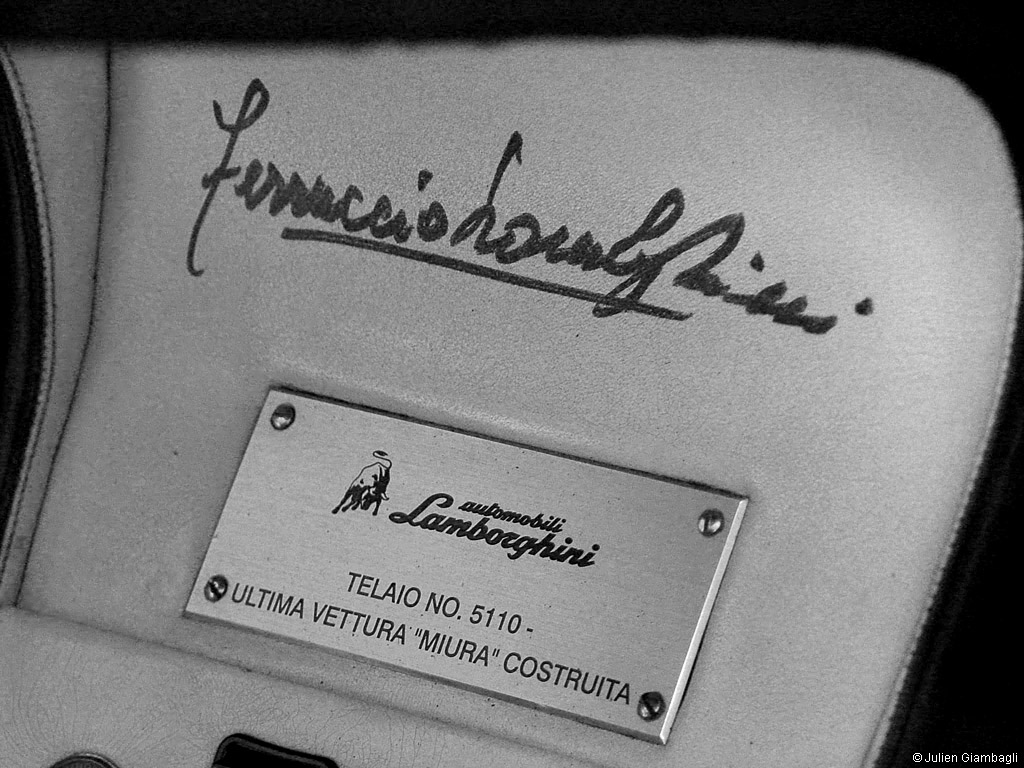 Ferruccio Lamborghini
automobili
Lamborghini
TELAIO NO. 5110 -
ULTIMA VETTURA "MIURA" COSTRUITA
© Julien Giambagli